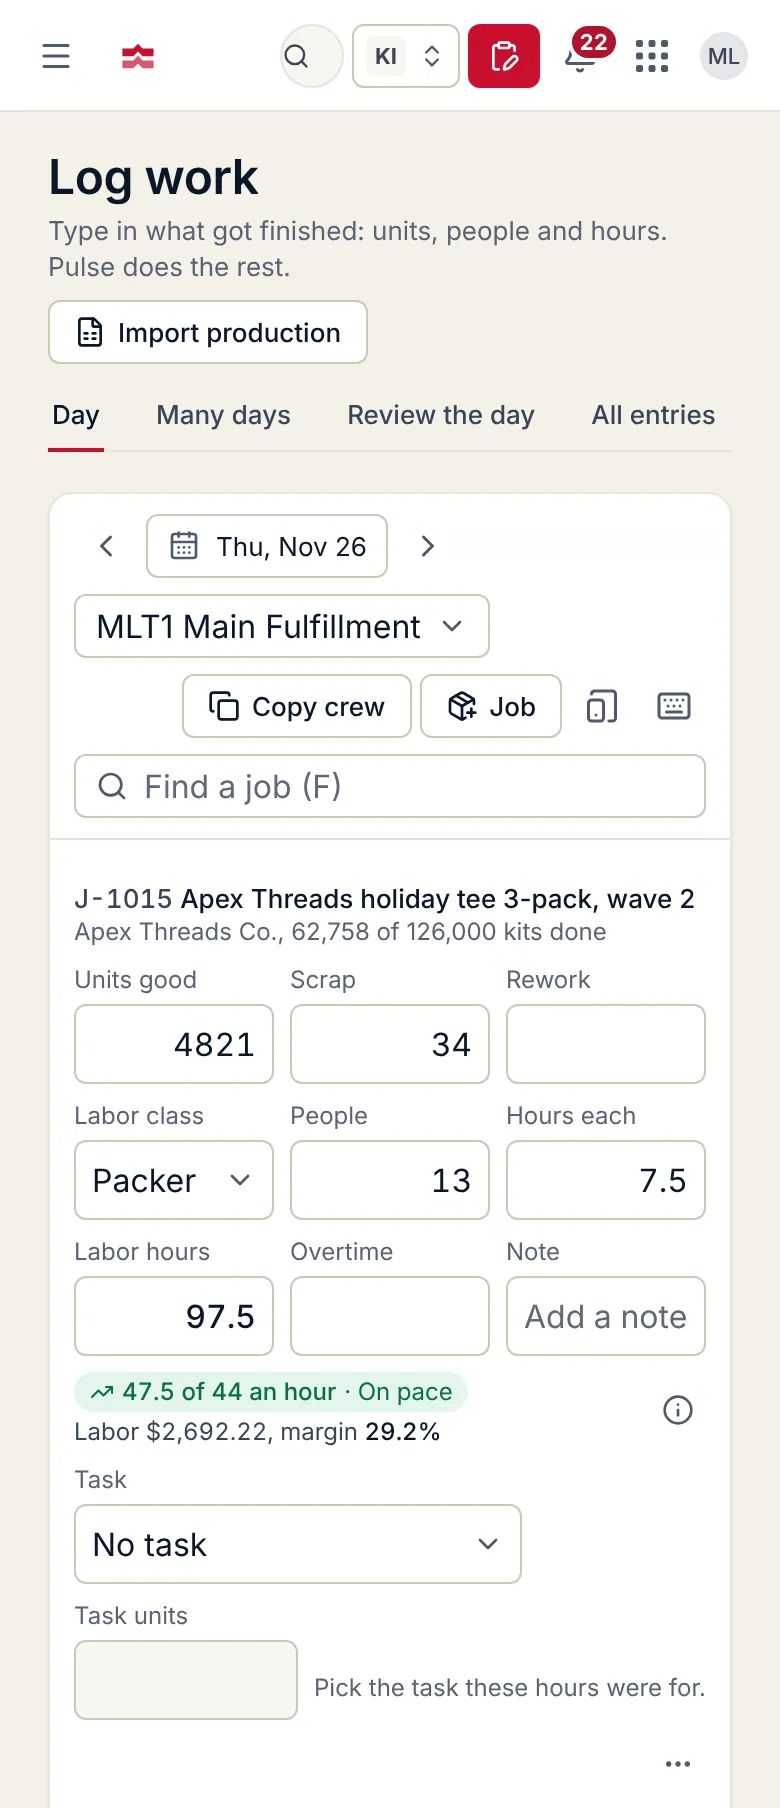 KI
22
ML
Log work
Type in what got finished: units, people and hours.
Pulse does the rest.
Import production
Day Many days Review the day All entries
Thu, Nov 26
MLT1 Main Fulfillment
Copy crew Job
Find a job (F)
J-1015 Apex Threads holiday tee 3-pack, wave 2
Apex Threads Co., 62,758 of 126,000 kits done
Units good Scrap Rework
4821 34
Labor class People Hours each
Packer 13 7.5
Labor hours Overtime Note
97.5 Add a note
47.5 of 44 an hour · On pace
Labor $2,692.22, margin 29.2%
Task
No task
Task units
Pick the task these hours were for.